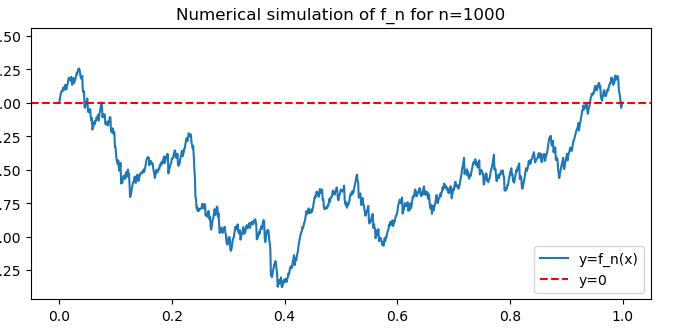 Numerical simulation of f_n for n=1000
.50
.25
.00
.25
.50
.75
.00
.25
0.0 0.2 0.4 0.6 0.8 1.0
y=f_n(x)
y=0